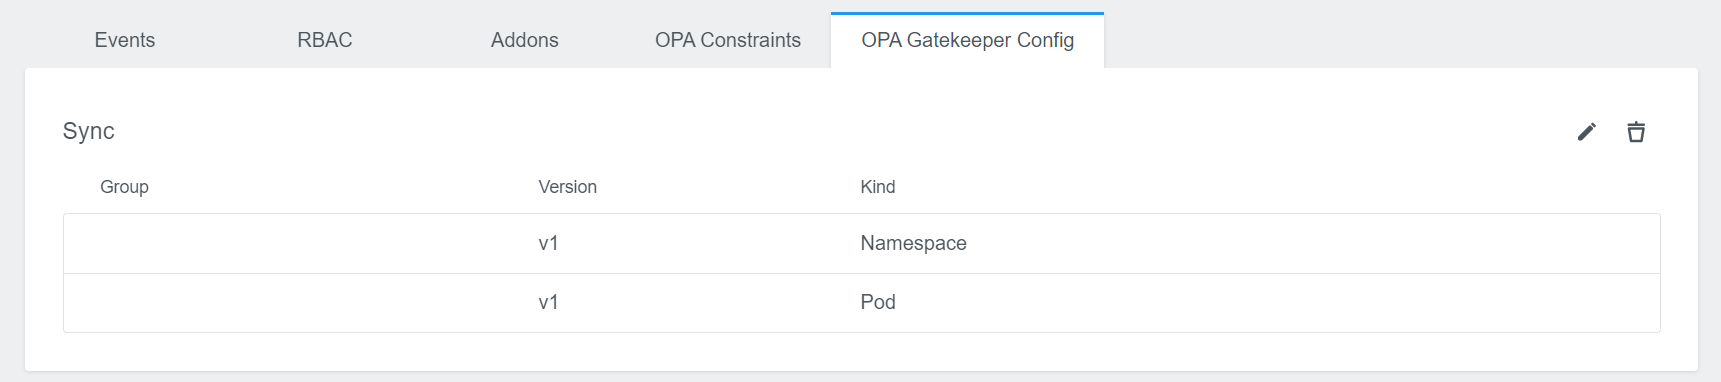 Events RBAC Addons OPA Constraints OPA Gatekeeper Config
Sync
Group Version Kind
v1 Namespace
v1 Pod